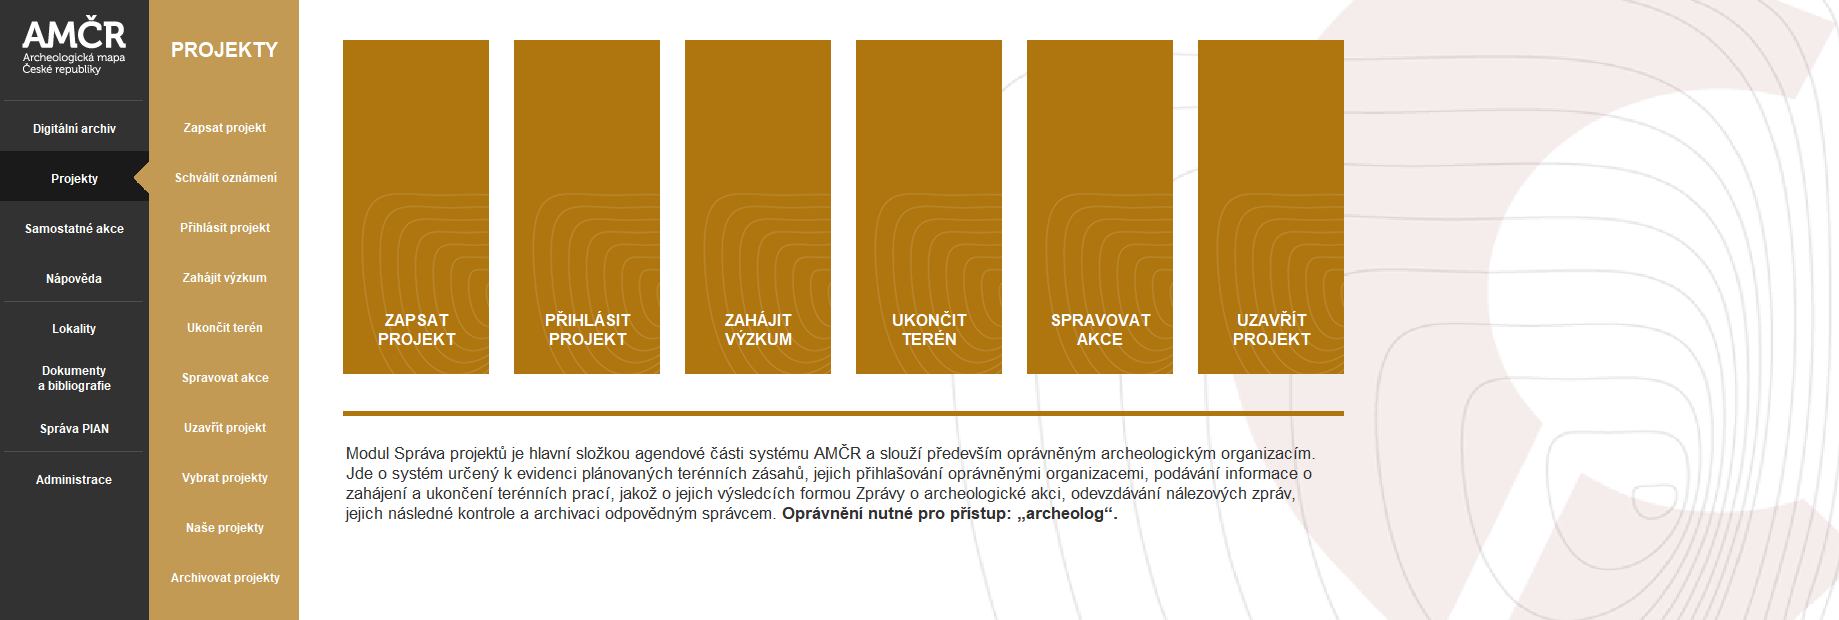 AMČR
Archeologická mapa
České republiky
Digitální archiv
Projekty
Samostatné akce
Nápověda
Lokality
Dokumenty
a bibliografie
Správa PIAN
Administrace
PROJEKTY
Zapsat projekt
Schválit oznámení
Přihlásit projekt
Zahájit výzkum
Ukončit terén
Spravovat akce
Uzavřít projekt
Vybrat projekty
Naše projekty
Archivovat projekty
ZAPSAT
PROJEKT
PŘIHLÁSIT
PROJEKT
ZAHÁJIT
VÝZKUM
UKONČIT
TERÉN
SPRAVOVAT
AKCE
UZAVŘÍT
PROJEKT
Modul Správa projektů je hlavní složkou agendové části systému AMČR a slouží především oprávněným archeologickým organizacím.
Jde o systém určený k evidenci plánovaných terénních zásahů, jejich přihlašování oprávněnými organizacemi, podávání informace o
zahájení a ukončení terénních prací, jakož o jejich výsledcích formou Zprávy o archeologické akci, odevzdávání nálezových zpráv,
jejich následné kontrole a archivaci odpovědným správcem. Oprávnění nutné pro přístup: „archeolog“.